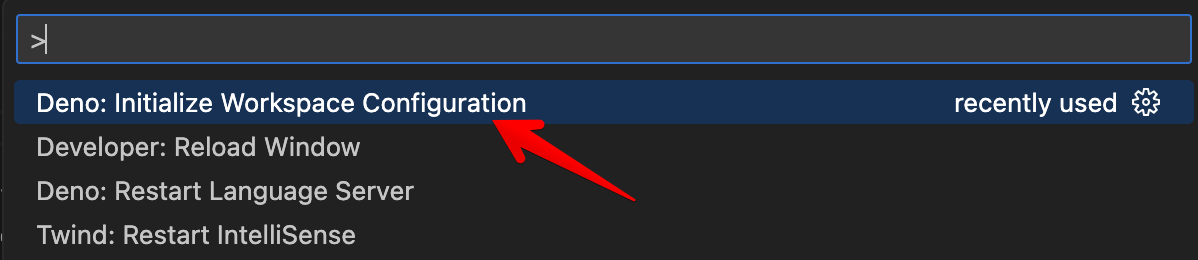 >
Deno: Initialize Workspace Configuration recently used
Developer: Reload Window
Deno: Restart Language Server
Twind: Restart IntelliSense